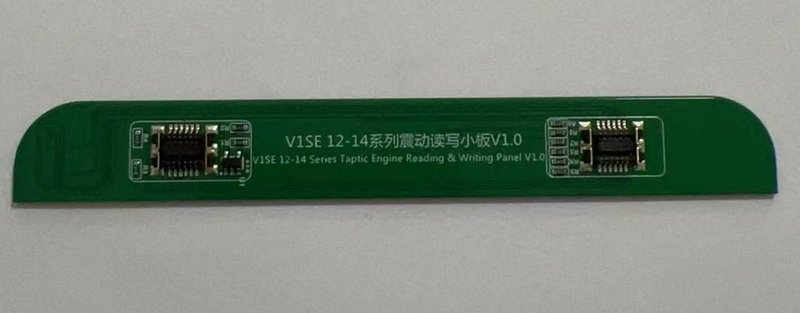 V1SE 12-14系列震动读写小板V1.0
V1SE 12-14 Series Taptic Engine Reading & Writing Panel V1.0